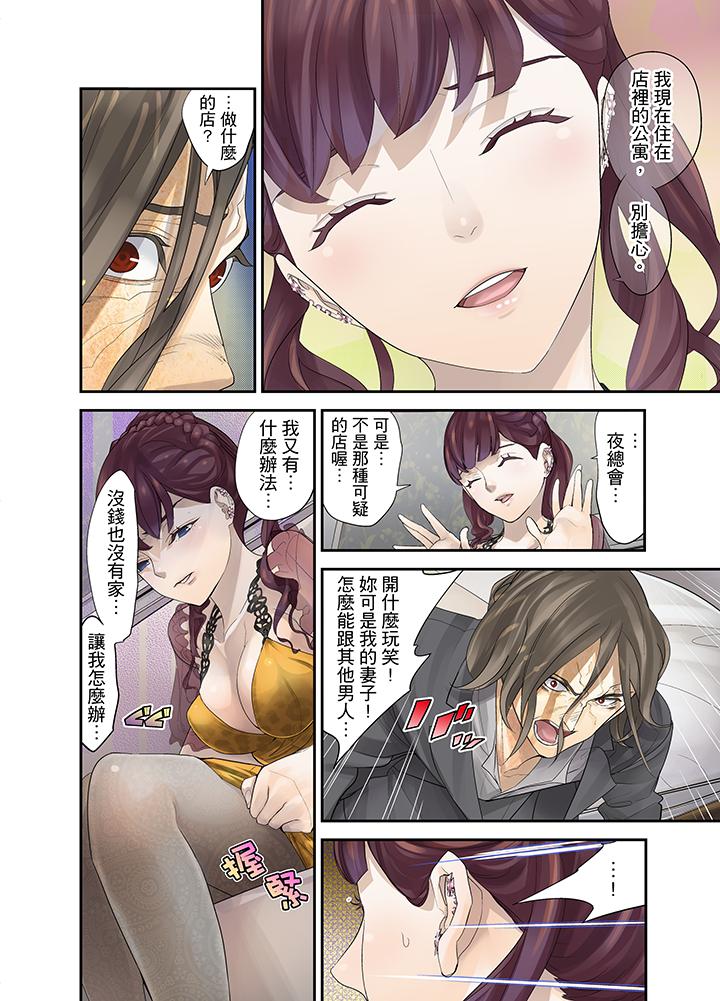 我現在住在
店裡的公寓，
別擔心。
…做什麼
的店？
…
夜總會…
可是…
不是那種可疑
的店喔…
開什麼玩笑！
妳可是我的妻子！
怎麼能跟其他男人…
…！
我又有…
什麼辦法…
沒錢也沒有家…
讓我怎麼辦…
握緊